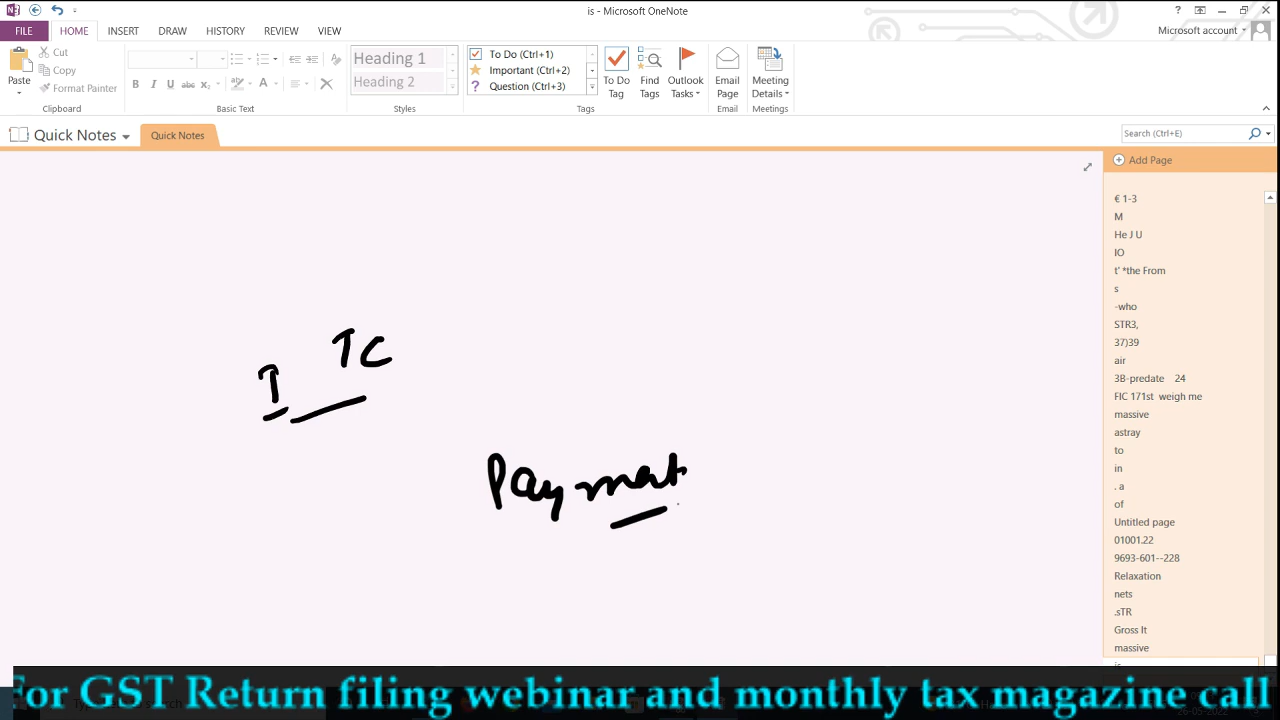 is - Microsoft OneNote
FILE HOME INSERT DRAW HISTORY REVIEW VIEW Microsoft account
Paste Cut Copy Format Painter
Clipboard
B I U abc x₂ A
Basic Text
Heading 1
Heading 2
Styles
To Do (Ctrl+1)
Important (Ctrl+2)
Question (Ctrl+3)
To Do Tag
Find Tags
Outlook Tasks
Tags
Email Page
Email
Meeting Details
Meetings
Quick Notes Quick Notes Search (Ctrl+E)
Add Page
€ 1-3
M
He J U
IO
t' *the From
s
-who
STR3,
37)39
air
3B-predate 24
FIC 171st weigh me
massive
astray
to
in
. a
of
Untitled page
01001.22
9693-601--228
Relaxation
nets
.sTR
Gross It
massive
is
I TC
Payment
For GST Return filing webinar and monthly tax magazine call